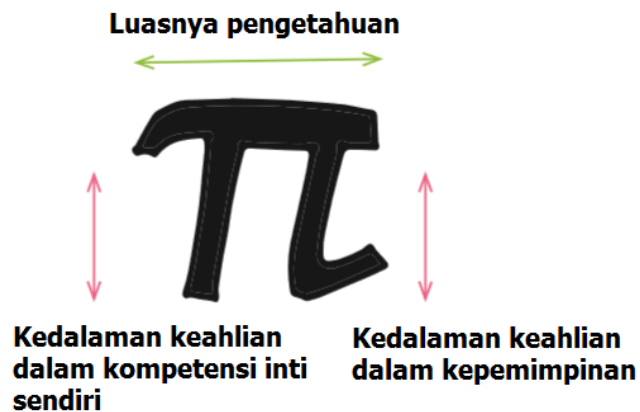 Luasnya pengetahuan
π
Kedalaman keahlian
dalam kompetensi inti
sendiri
Kedalaman keahlian
dalam kepemimpinan